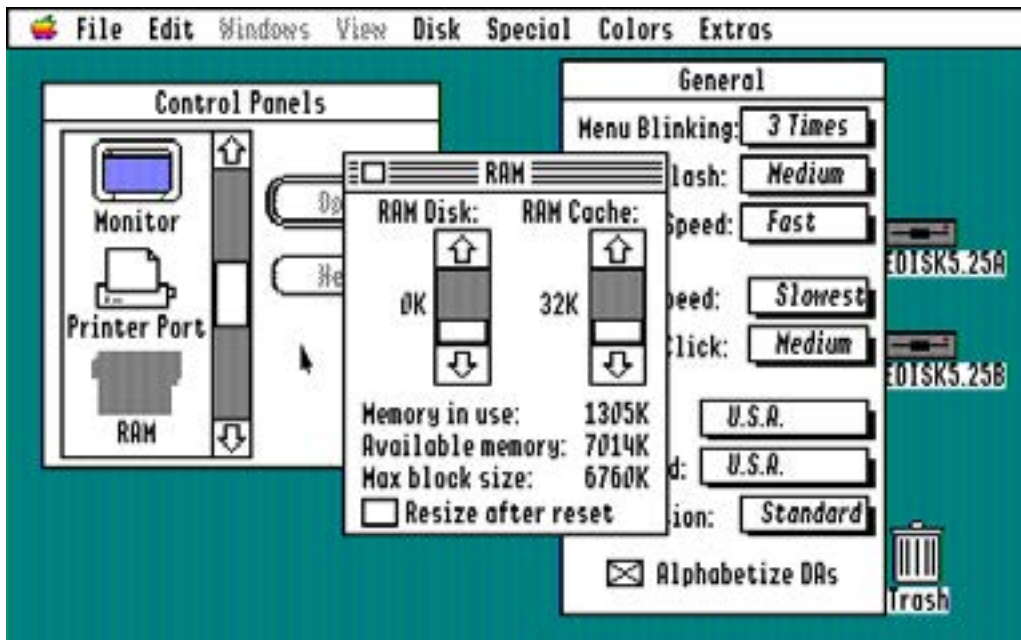 File Edit Windows View Disk Special Colors Extras
Control Panels
Monitor
Printer Port
RAM
RAM
RAM Disk: RAM Cache:
0K 32K
Memory in use: 1305K
Available memory: 7014K
Max block size: 6760K
Resize after reset
General
Menu Blinking: 3 Times
lash: Medium
Speed: Fast
peed: Slowest
Click: Medium
U.S.A.
d: U.S.A.
ion: Standard
Alphabetize DAs
EDISK5.25A
EDISK5.25B
Trash